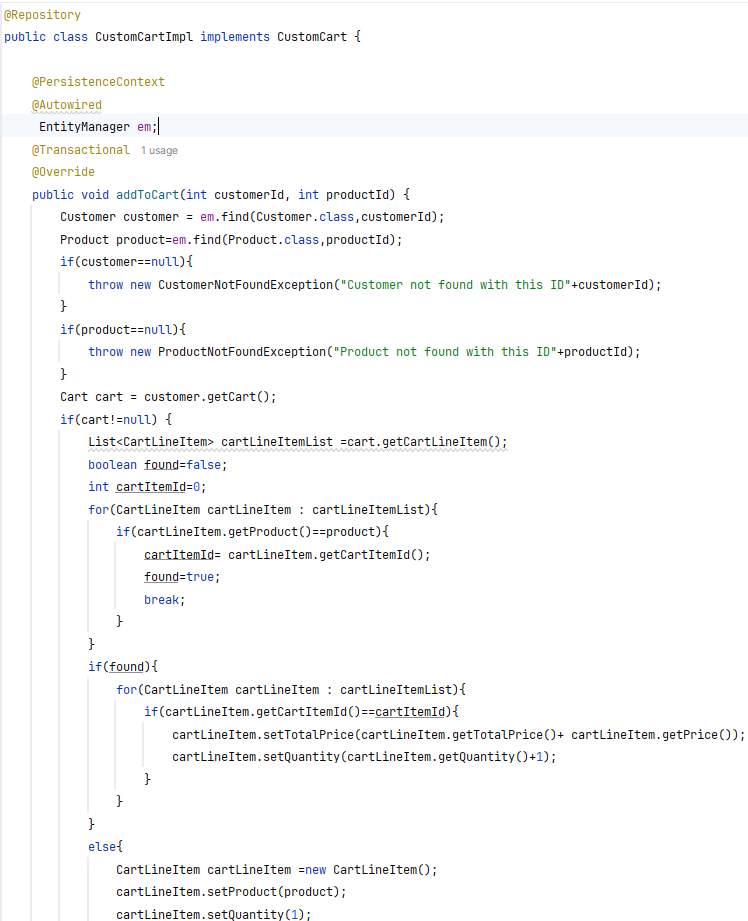 @Repository
public class CustomCartImpl implements CustomCart {
@PersistenceContext
@Autowired
EntityManager em;
@Transactional 1 usage
@Override
public void addToCart(int customerId, int productId) {
Customer customer = em.find(Customer.class,customerId);
Product product=em.find(Product.class,productId);
if(customer==null){
throw new CustomerNotFoundException("Customer not found with this ID"+customerId);
}
if(product==null){
throw new ProductNotFoundException("Product not found with this ID"+productId);
}
Cart cart = customer.getCart();
if(cart!=null) {
List<CartLineItem> cartLineItemList =cart.getCartLineItem();
boolean found=false;
int cartItemId=0;
for(CartLineItem cartLineItem : cartLineItemList){
if(cartLineItem.getProduct()==product){
cartItemId= cartLineItem.getCartItemId();
found=true;
break;
}
}
if(found){
for(CartLineItem cartLineItem : cartLineItemList){
if(cartLineItem.getCartItemId()==cartItemId){
cartLineItem.setTotalPrice(cartLineItem.getTotalPrice()+ cartLineItem.getPrice());
cartLineItem.setQuantity(cartLineItem.getQuantity()+1);
}
}
}
else{
CartLineItem cartLineItem =new CartLineItem();
cartLineItem.setProduct(product);
cartLineItem.setQuantity(1);